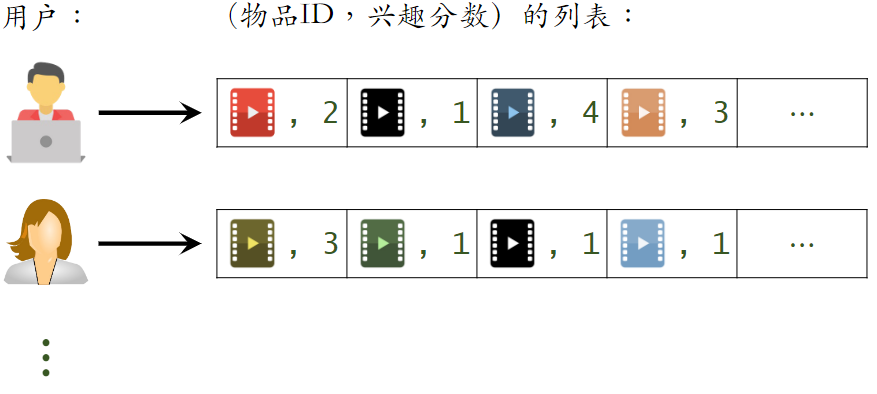 用户： （物品ID，兴趣分数）的列表：
，2 ，1 ，4 ，3 ...
，3 ，1 ，1 ，1 ...